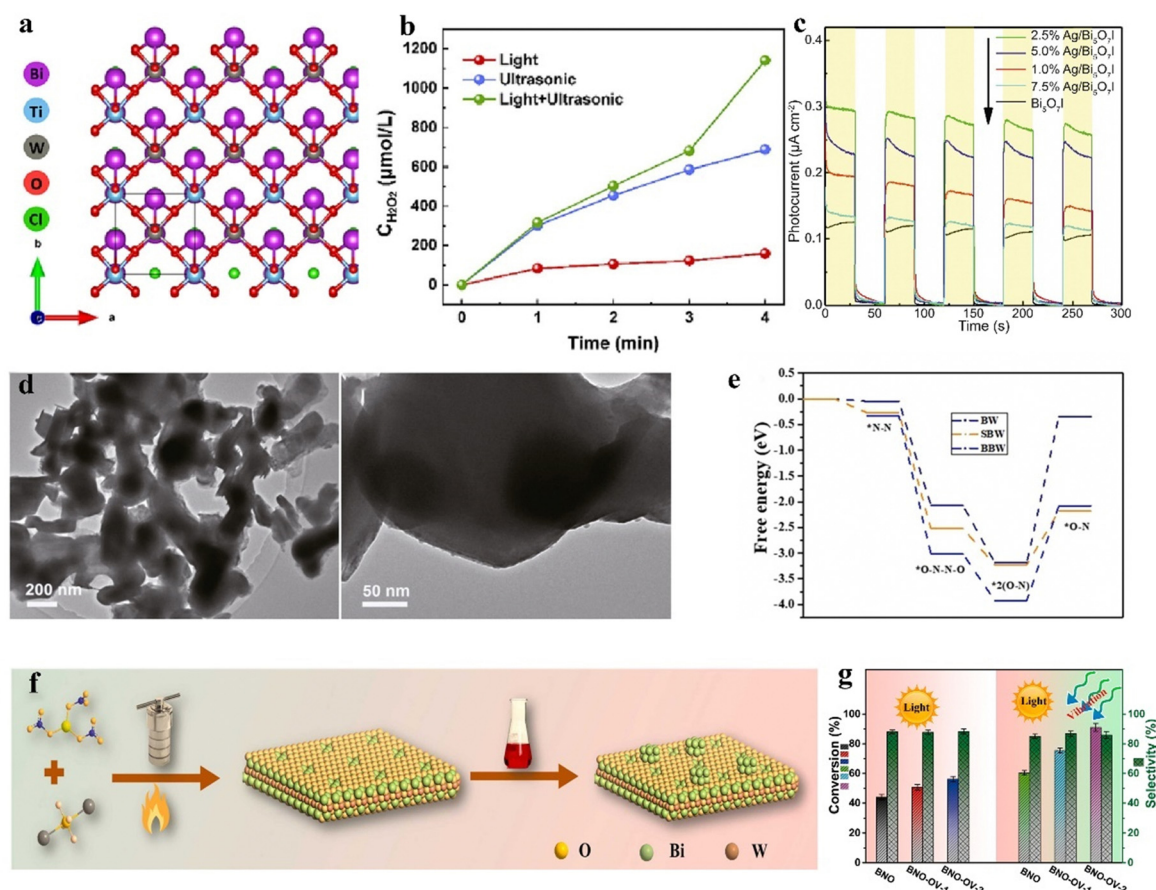 a
Bi
Ti
W
O
Cl
b
a
b
C_H2O2 (μmol/L)
1200
1000
800
600
400
200
0
Light
Ultrasonic
Light+Ultrasonic
0 1 2 3 4
Time (min)
c
Photocurrent (μA cm⁻²)
0.4
0.3
0.2
0.1
0.0
2.5% Ag/Bi₅O₇I
5.0% Ag/Bi₅O₇I
1.0% Ag/Bi₅O₇I
7.5% Ag/Bi₅O₇I
Bi₅O₇I
0 50 100 150 200 250 300
Time (s)
d
200 nm
50 nm
e
Free energy (eV)
0.5
0.0
-0.5
-1.0
-1.5
-2.0
-2.5
-3.0
-3.5
-4.0
BW
SBW
BBW
*N-N
*O-N-N-O
*2(O-N)
*O-N
f
O Bi W
g
Light
Light
Vibration
Conversion (%)
100
80
60
40
20
0
Selectivity (%)
100
80
60
40
20
0
BNO BNO-OV-1 BNO-OV-2 BNO BNO-OV-1 BNO-OV-2